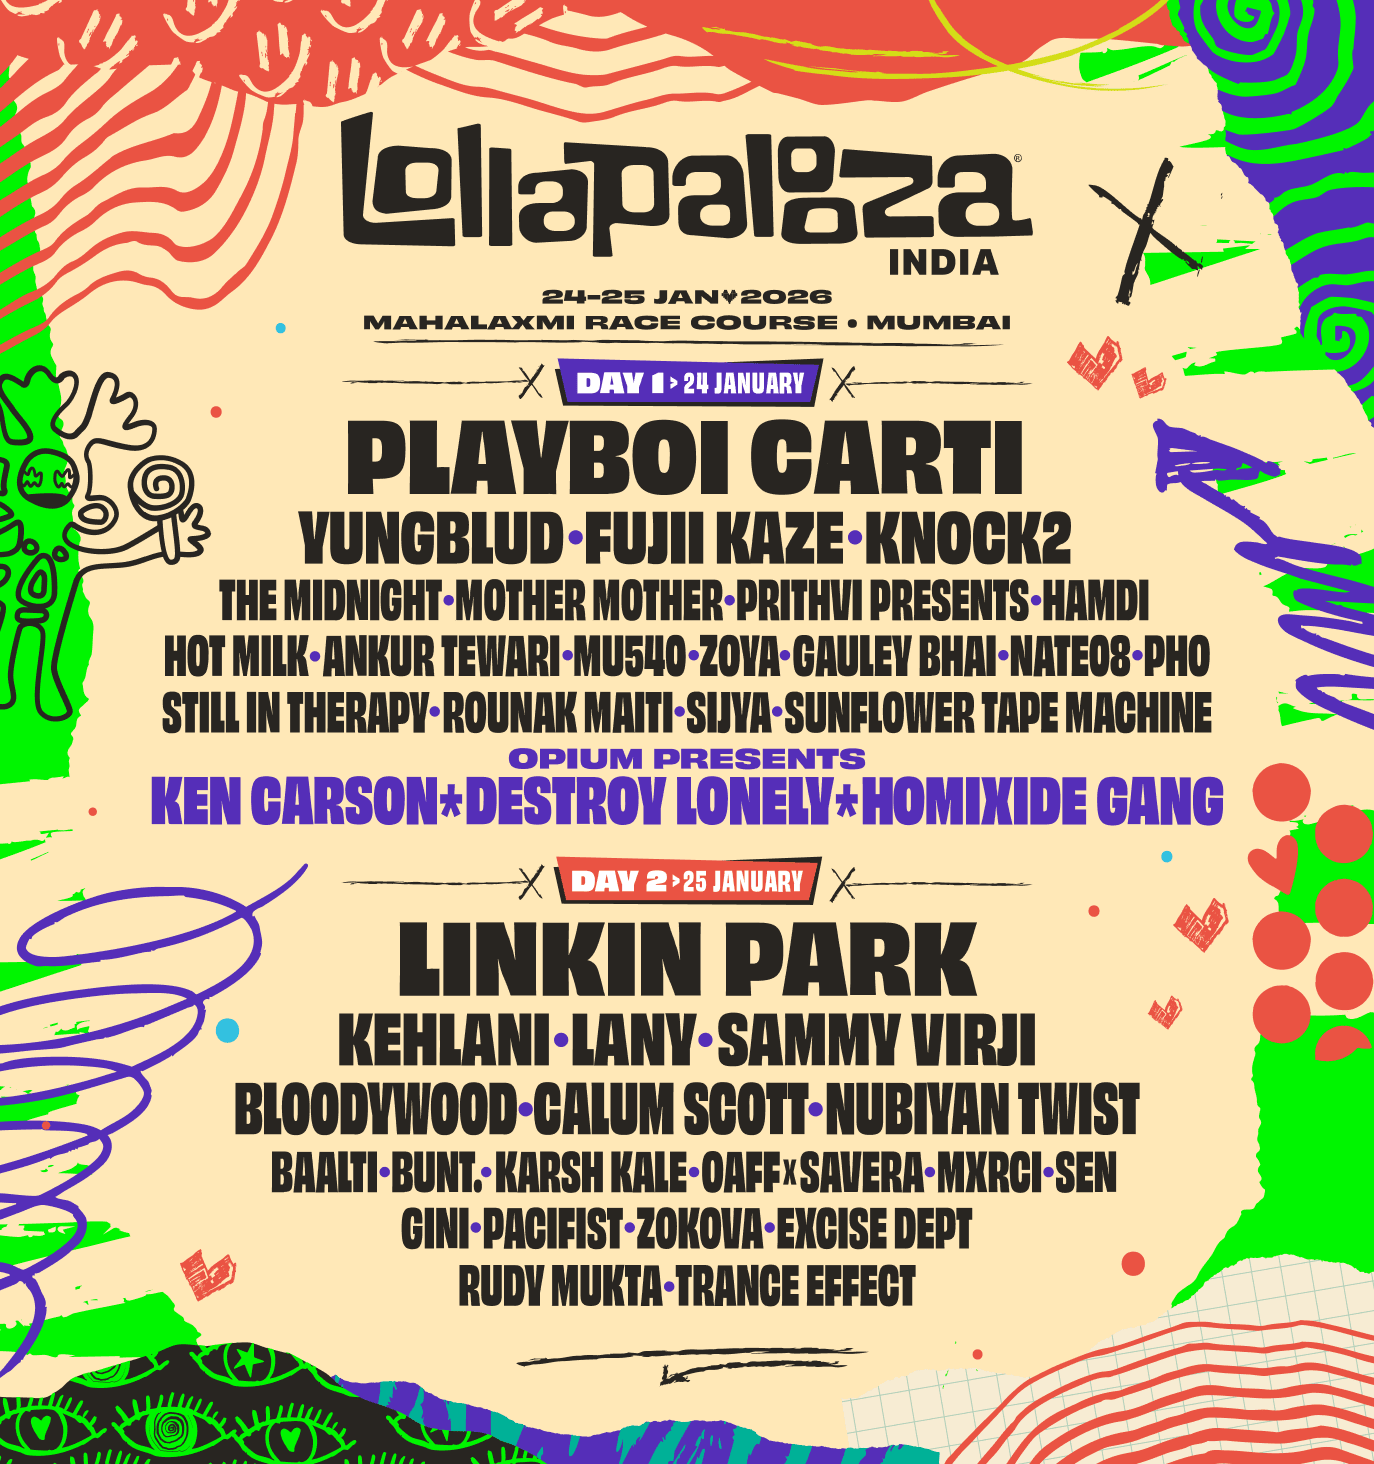 Lollapalooza®
INDIA
24-25 JAN♥2026
MAHALAXMI RACE COURSE • MUMBAI
DAY 1 > 24 JANUARY
PLAYBOI CARTI
YUNGBLUD•FUJII KAZE•KNOCK2
THE MIDNIGHT•MOTHER MOTHER•PRITHVI PRESENTS•HAMDI
HOT MILK•ANKUR TEWARI•MU540•ZOYA•GAULEY BHAI•NATE08•PHO
STILL IN THERAPY•ROUNAK MAITI•SIJYA•SUNFLOWER TAPE MACHINE
OPIUM PRESENTS
KEN CARSON*DESTROY LONELY*HOMIXIDE GANG
DAY 2 > 25 JANUARY
LINKIN PARK
KEHLANI•LANY•SAMMY VIRJI
BLOODYWOOD•CALUM SCOTT•NUBIYAN TWIST
BAALTI•BUNT.•KARSH KALE•OAFF X SAVERA•MXRCI•SEN
GINI•PACIFIST•ZOKOVA•EXCISE DEPT
RUDY MUKTA•TRANCE EFFECT